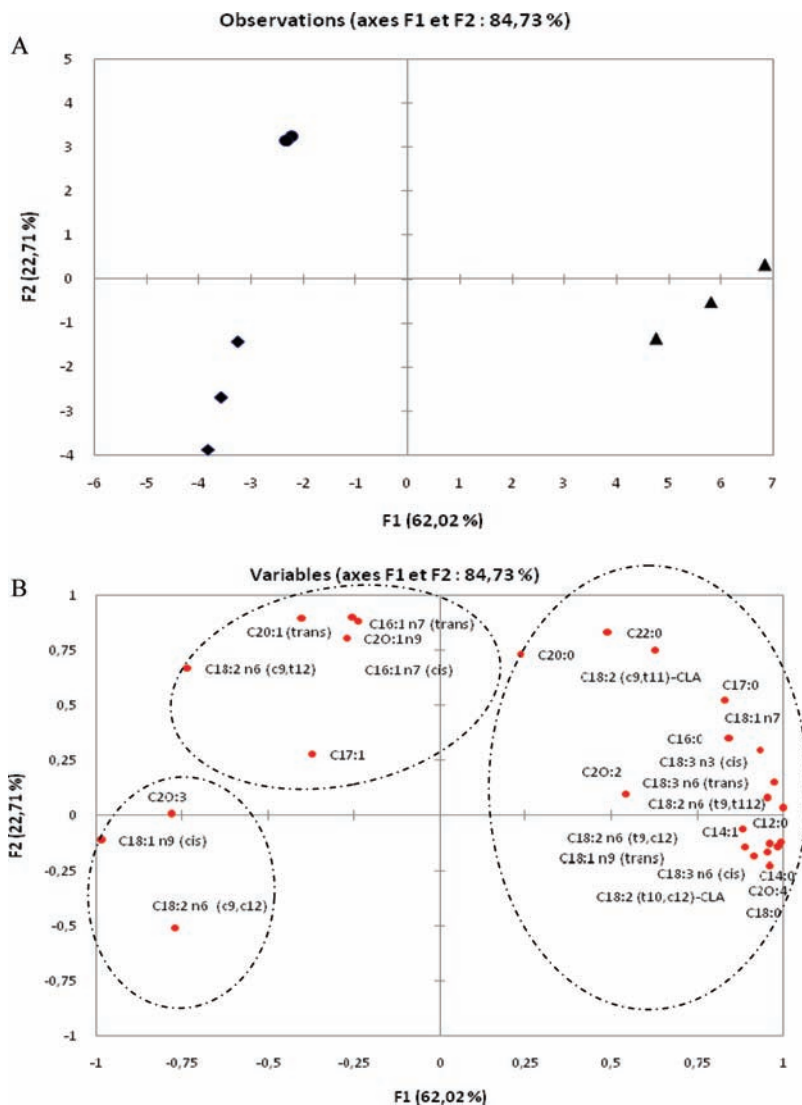 Observations (axes F1 et F2 : 84,73 %)
A
5
4
3
2
1
0
-1
-2
-3
-4
F2 (22,71 %)
-6 -5 -4 -3 -2 -1 0 1 2 3 4 5 6 7
F1 (62,02 %)
B
Variables (axes F1 et F2 : 84,73 %)
1
0,75
0,5
0,25
0
-0,25
-0,5
-0,75
-1
F2 (22,71 %)
C20:1 (trans)
C16:1 n7 (trans)
C2O:1n9
C18:2 n6 (c9,t12)
C16:1 n7 (cis)
C17:1
C2O:3
C18:1 n9 (cis)
C18:2 n6 (c9,c12)
C22:0
C20:0
C18:2 (c9,t11)-CLA
C17:0
C18:1 n7
C16:0
C18:3 n3 (cis)
C2O:2
C18:3 n6 (trans)
C18:2 n6 (t9,t112)
C12:0
C14:1
C18:2 n6 (t9,c12)
C18:1 n9 (trans)
C18:3 n6 (cis)
C14:0
C18:2 (t10,c12)-CLA
C2O:4
C18:0
-1 -0,75 -0,5 -0,25 0 0,25 0,5 0,75 1
F1 (62,02 %)